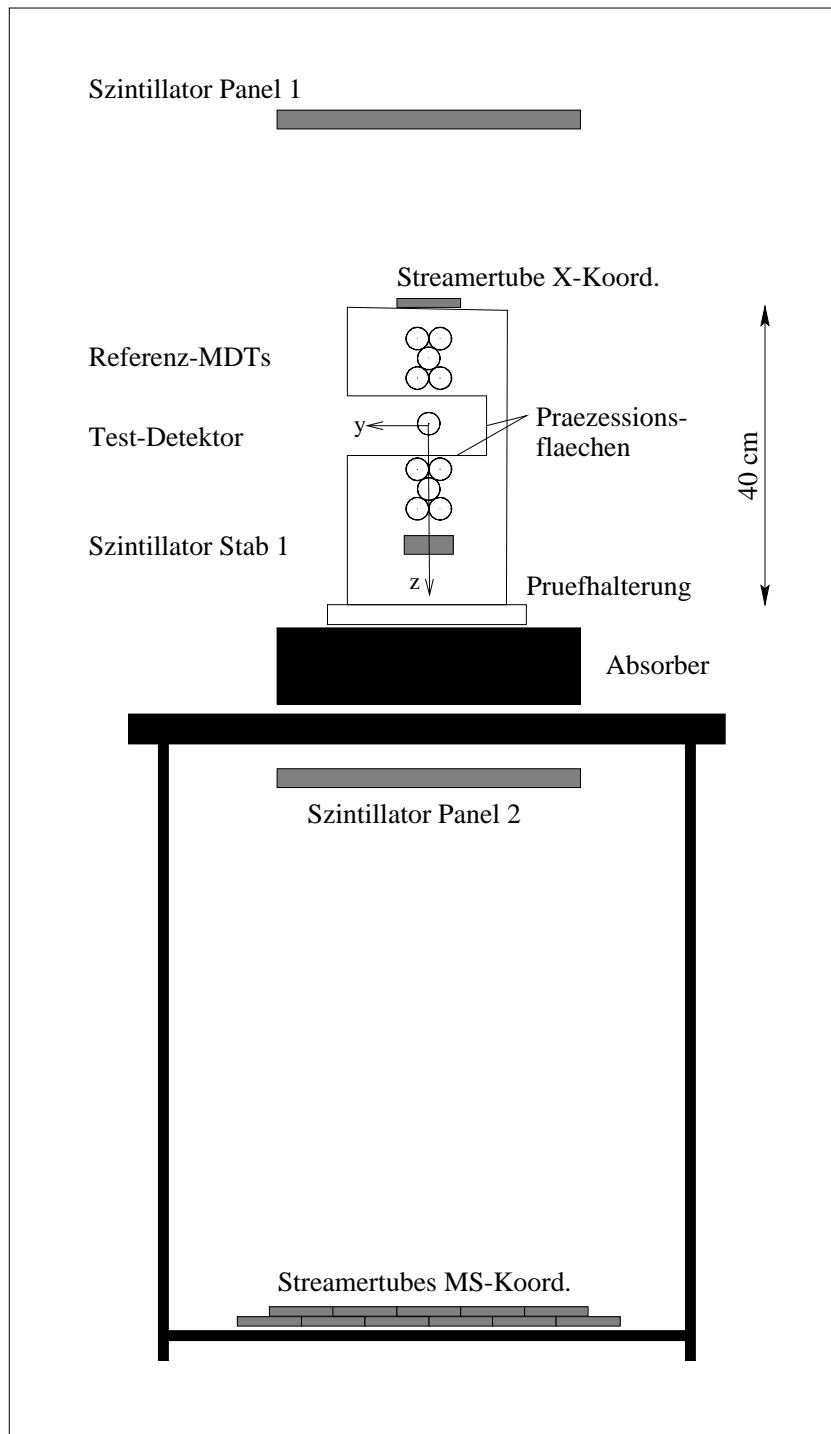 Szintillator Panel 1
Streamertube X-Koord.
Referenz-MDTs
Praezessions-
flaechen
y
Test-Detektor
40 cm
Szintillator Stab 1
z
Pruefhalterung
Absorber
Szintillator Panel 2
Streamertubes MS-Koord.